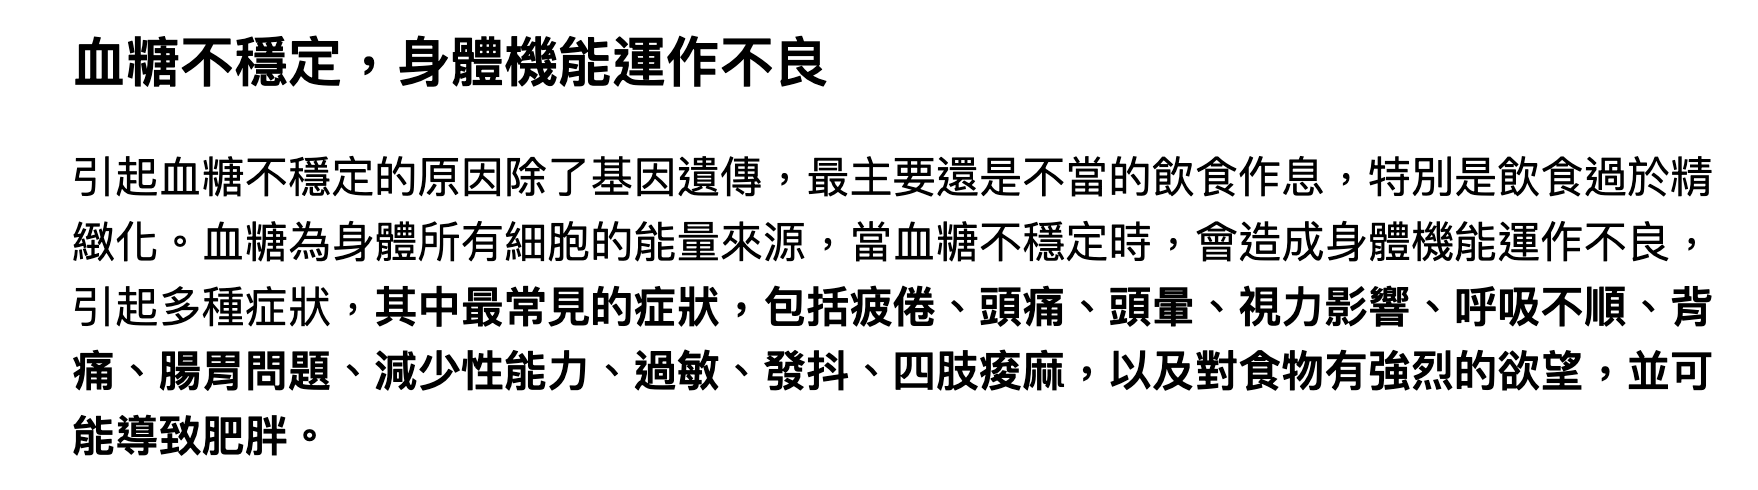 血糖不穩定，身體機能運作不良
引起血糖不穩定的原因除了基因遺傳，最主要還是不當的飲食作息，特別是飲食過於精
緻化。血糖為身體所有細胞的能量來源，當血糖不穩定時，會造成身體機能運作不良，
引起多種症狀，其中最常見的症狀，包括疲倦、頭痛、頭暈、視力影響、呼吸不順、背
痛、腸胃問題、減少性能力、過敏、發抖、四肢痠麻，以及對食物有強烈的欲望，並可
能導致肥胖。